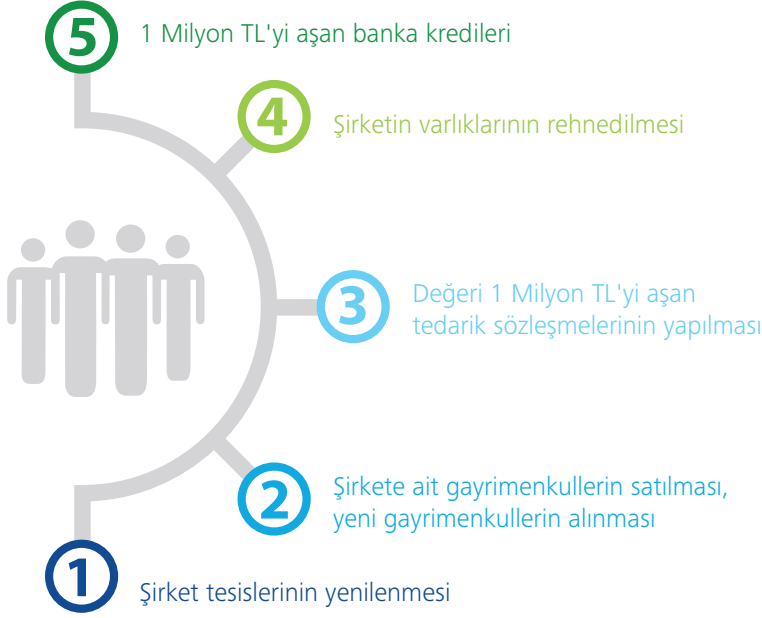 5 1 Milyon TL'yi aşan banka kredileri
4 Şirketin varlıklarının rehnedilmesi
3 Değeri 1 Milyon TL'yi aşan
tedarik sözleşmelerinin yapılması
2 Şirkete ait gayrimenkullerin satılması,
yeni gayrimenkullerin alınması
1 Şirket tesislerinin yenilenmesi